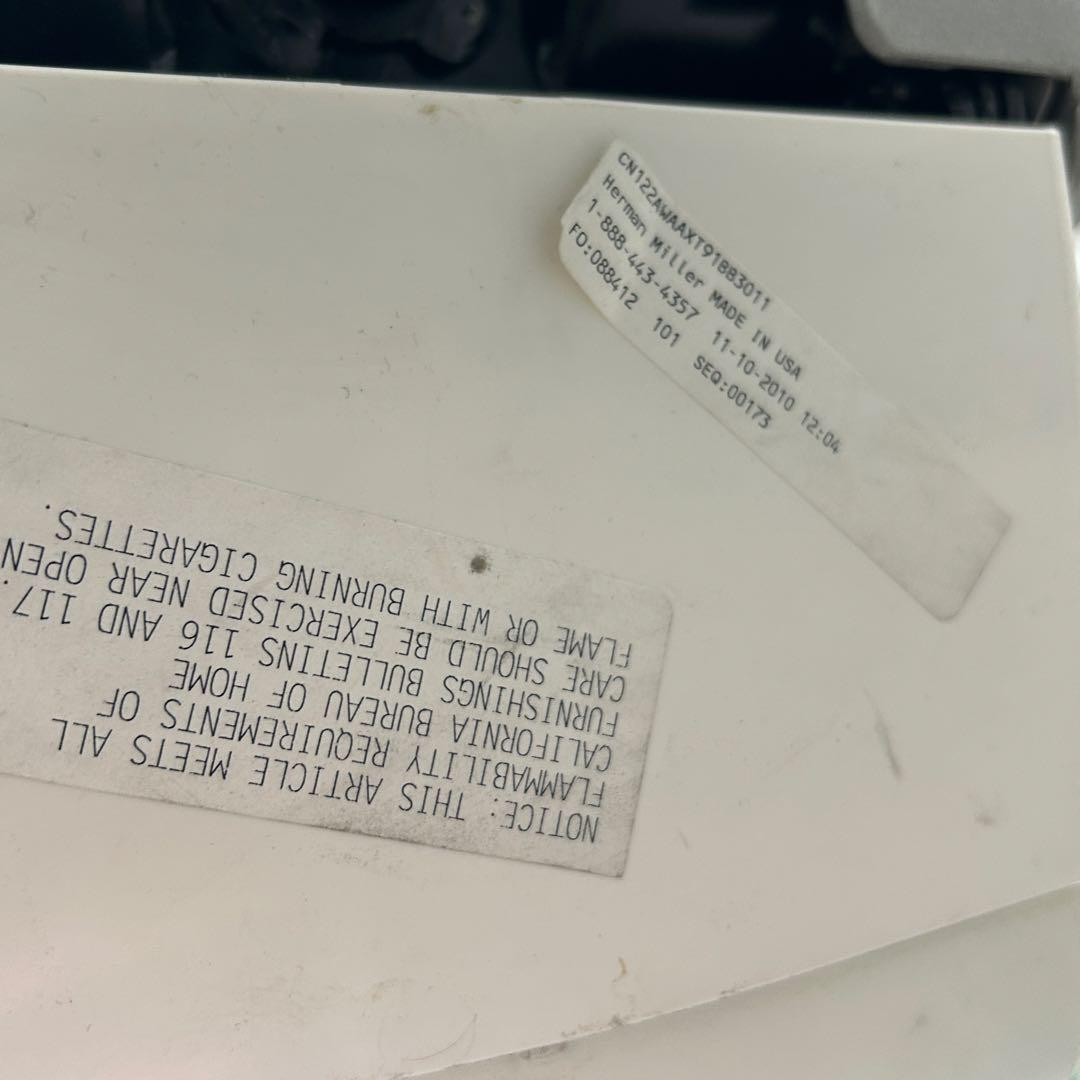 CN122AWAAXT91BB3011
Herman Miller MADE IN USA
1-888-443-4357 11-10-2010 12:04
FO:088412 101 SEQ:00173
NOTICE: THIS ARTICLE MEETS ALL
FLAMMABILITY REQUIREMENTS OF
CALIFORNIA BUREAU OF HOME
FURNISHINGS BULLETINS 116 AND 117.
CARE SHOULD BE EXERCISED NEAR OPEN
FLAME OR WITH BURNING CIGARETTES.